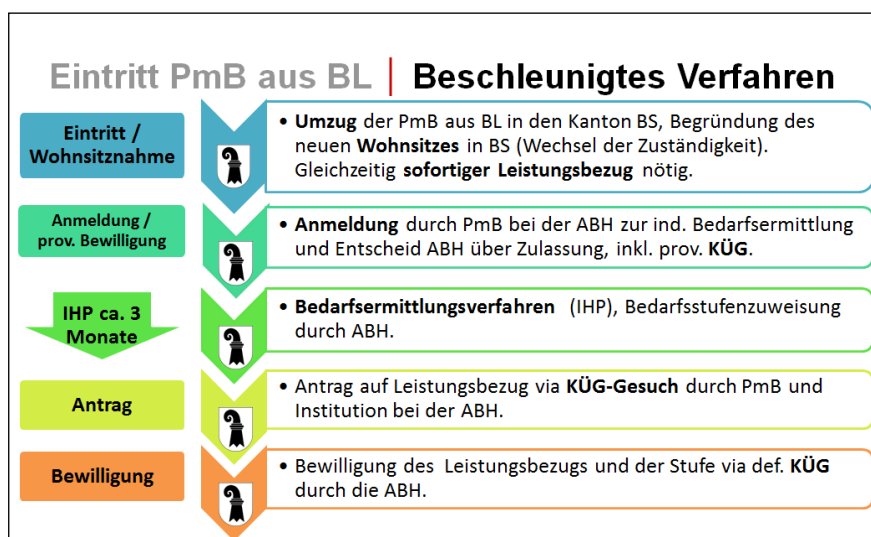 Eintritt PmB aus BL | Beschleunigtes Verfahren
Eintritt /
Wohnsitznahme
• Umzug der PmB aus BL in den Kanton BS, Begründung des
neuen Wohnsitzes in BS (Wechsel der Zuständigkeit).
Gleichzeitig sofortiger Leistungsbezug nötig.
Anmeldung /
prov. Bewilligung
• Anmeldung durch PmB bei der ABH zur ind. Bedarfsermittlung
und Entscheid ABH über Zulassung, inkl. prov. KÜG.
IHP ca. 3
Monate
• Bedarfsermittlungsverfahren (IHP), Bedarfsstufenzuweisung
durch ABH.
Antrag
• Antrag auf Leistungsbezug via KÜG-Gesuch durch PmB und
Institution bei der ABH.
Bewilligung
• Bewilligung des Leistungsbezugs und der Stufe via def. KÜG
durch die ABH.